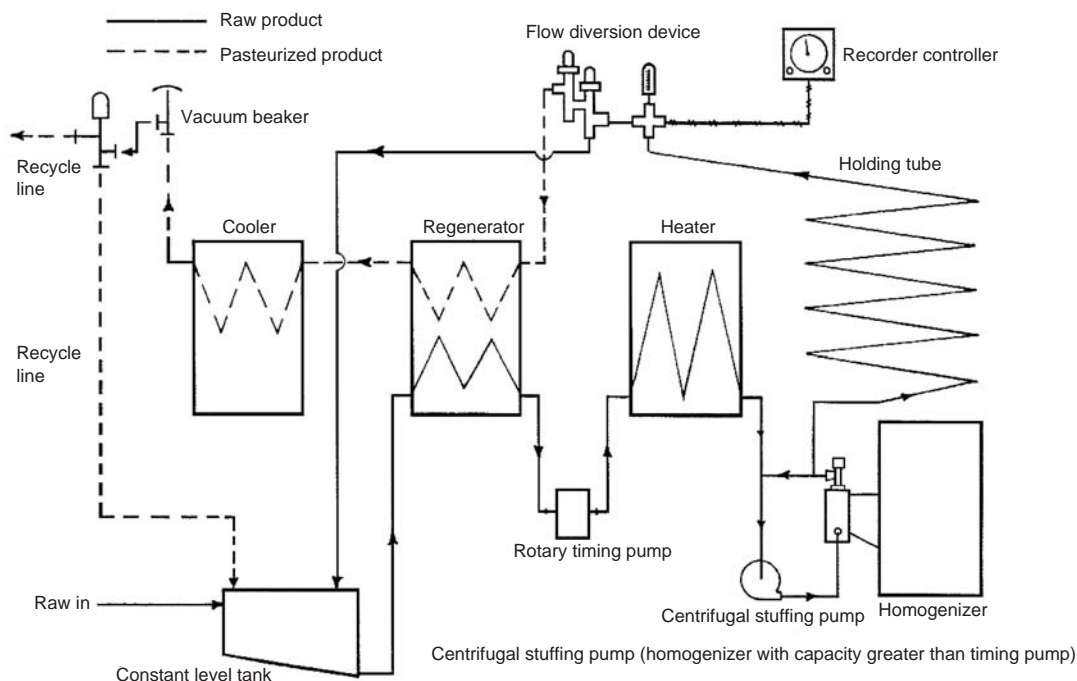 Raw product
Pasteurized product
Flow diversion device
Recorder controller
Vacuum beaker
Recycle
line
Holding tube
Cooler
Regenerator
Heater
Recycle
line
Rotary timing pump
Raw in
Centrifugal stuffing pump
Homogenizer
Constant level tank
Centrifugal stuffing pump (homogenizer with capacity greater than timing pump)